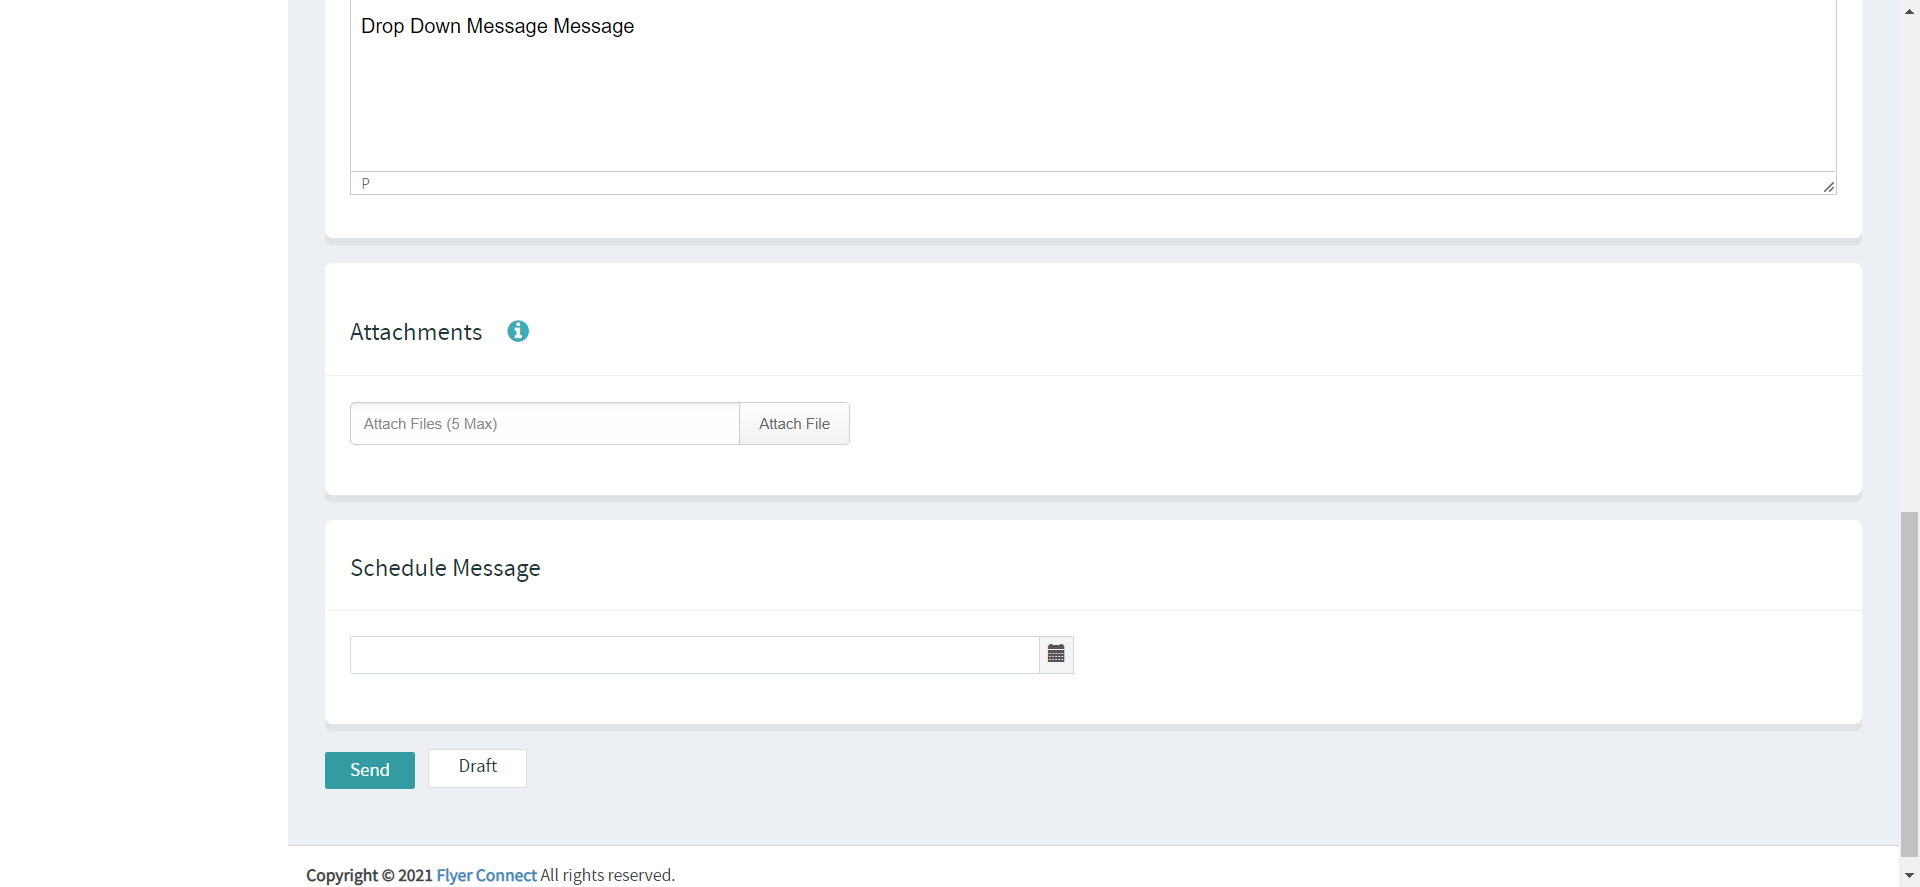 Drop Down Message Message
P
Attachments
Attach Files (5 Max)
Attach File
Schedule Message
Send
Draft
Copyright © 2021 Flyer Connect All rights reserved.